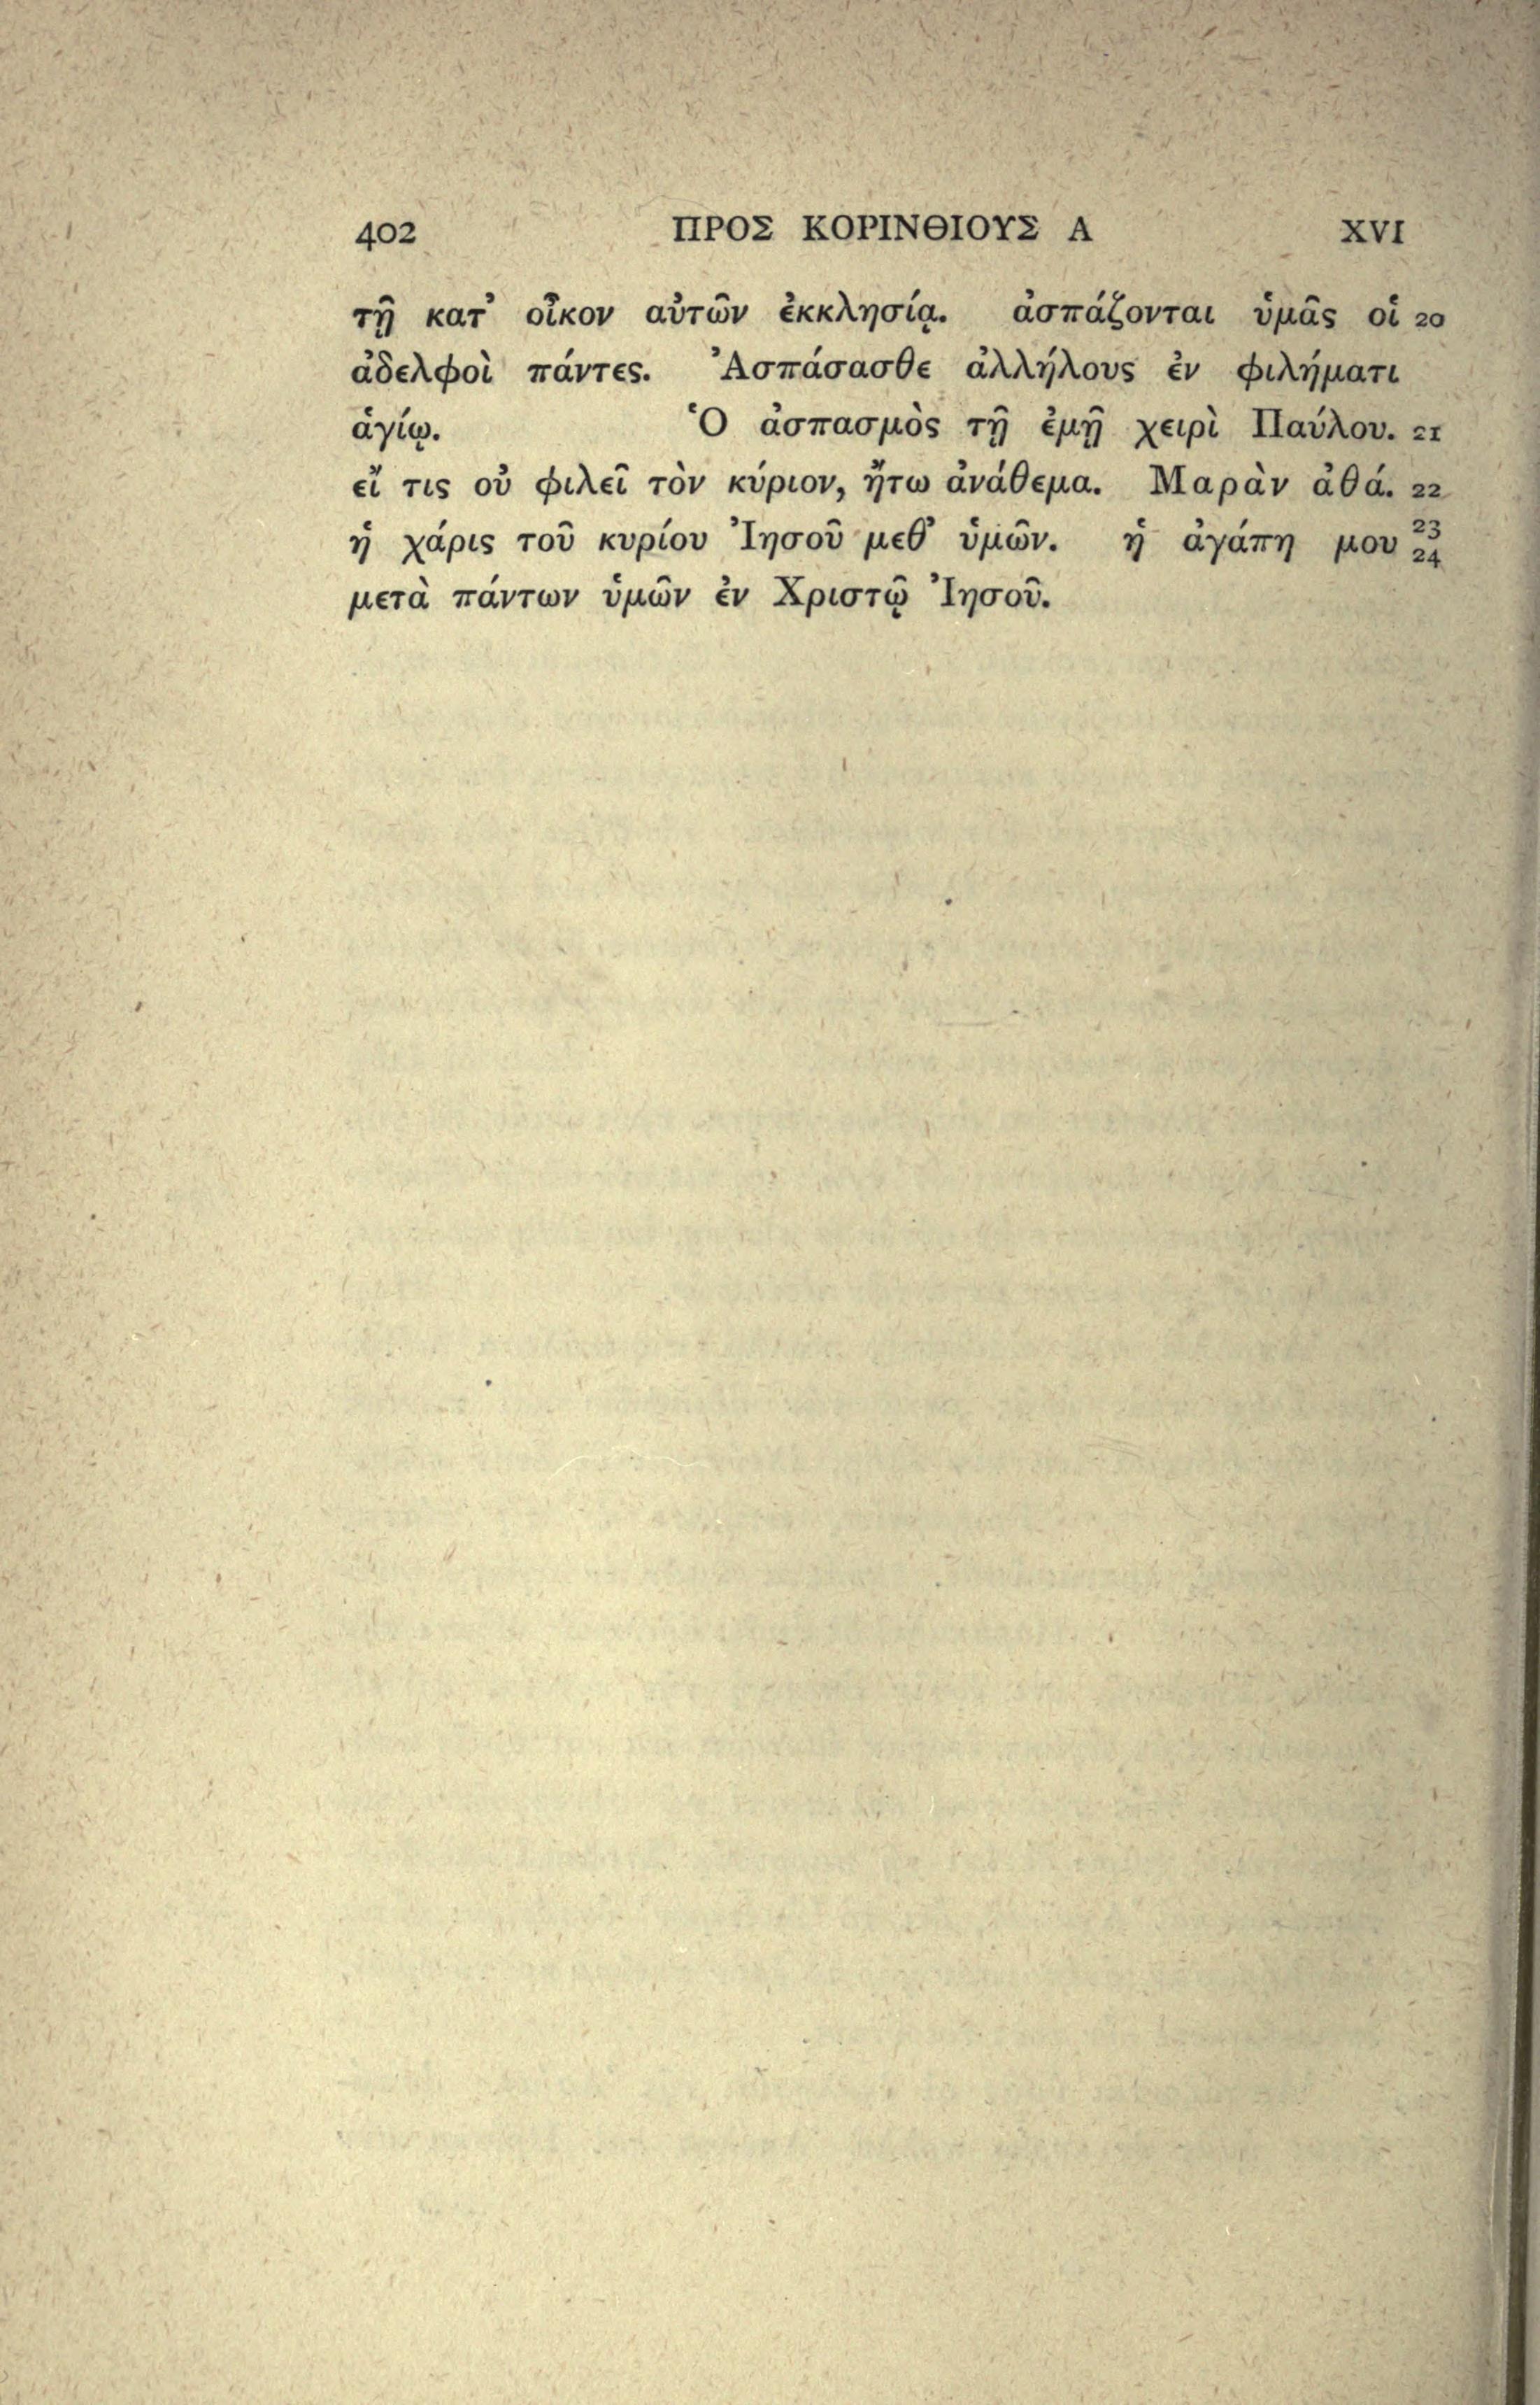 402 ΠΡΟΣ ΚΟΡΙΝΘΙΟΥΣ Α XVI
τῇ κατ᾽ οἶκον αὐτῶν ἐκκλησίᾳ. ἀσπάζονται ὑμᾶς οἱ 20
ἀδελφοὶ πάντες. Ἀσπάσασθε ἀλλήλους ἐν φιλήματι
ἁγίῳ. Ὁ ἀσπασμὸς τῇ ἐμῇ χειρὶ Παύλου. 21
εἴ τις οὐ φιλεῖ τὸν κύριον, ἤτω ἀνάθεμα. Μαρὰν ἀθά. 22
ἡ χάρις τοῦ κυρίου Ἰησοῦ μεθ᾽ ὑμῶν. ἡ ἀγάπη μου 23 24
μετὰ πάντων ὑμῶν ἐν Χριστῷ Ἰησοῦ.